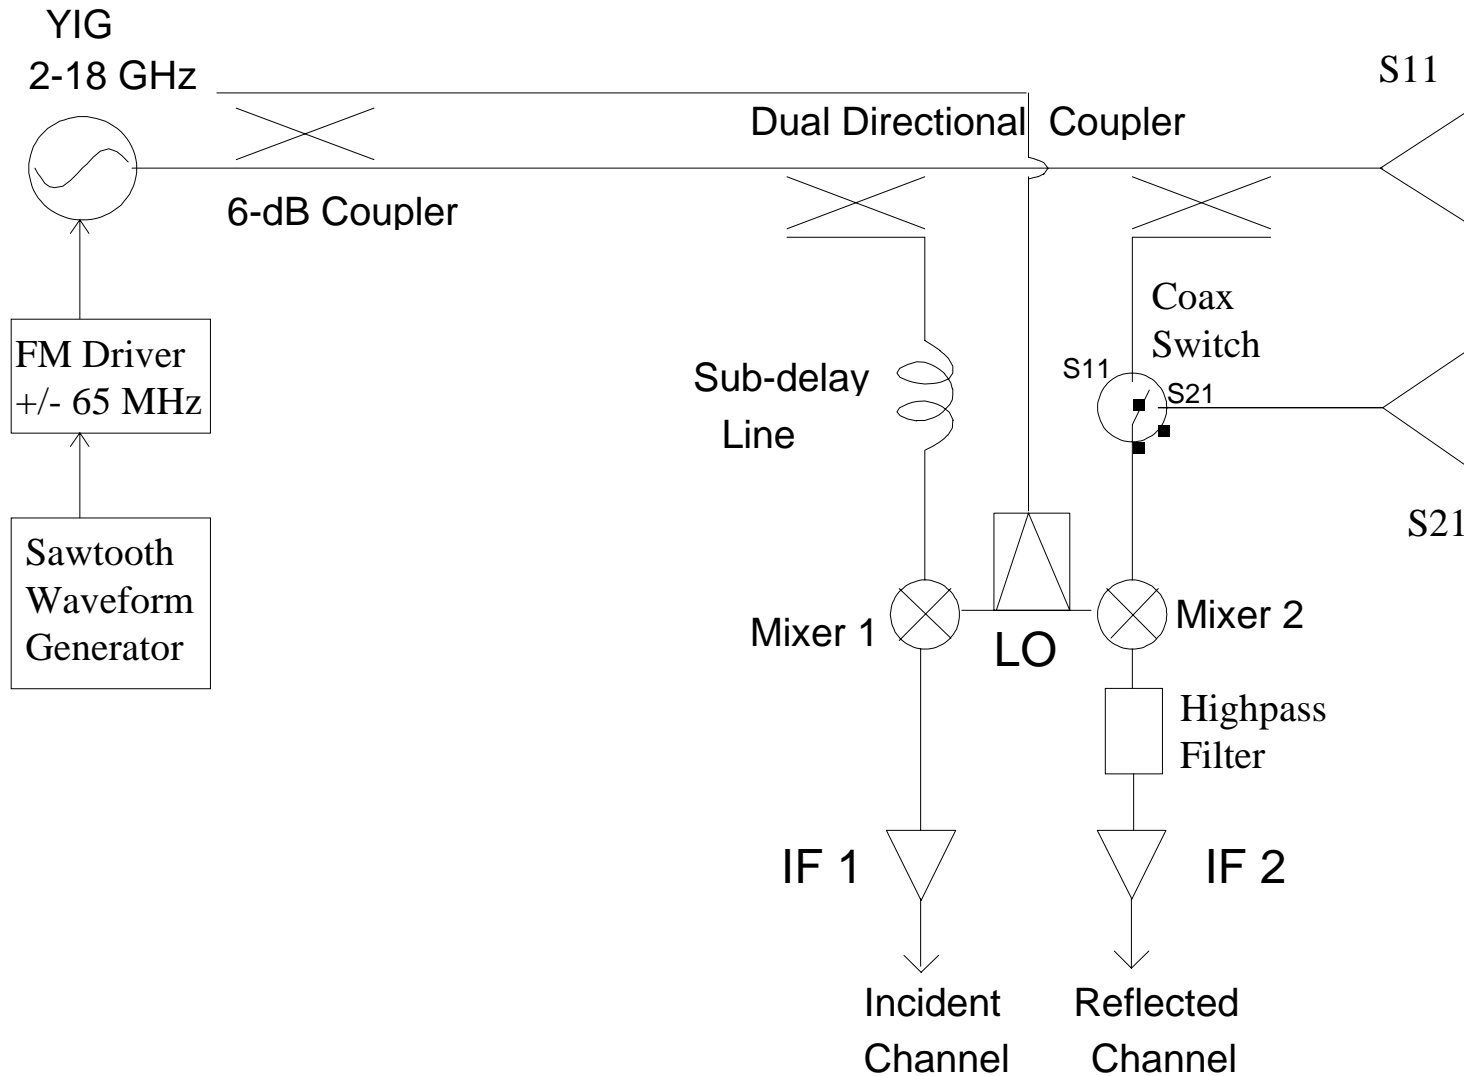 YIG
2-18 GHz
S11
Dual Directional Coupler
6-dB Coupler
Coax
Switch
FM Driver
+/- 65 MHz
Sub-delay
Line
S11
S21
S21
Sawtooth
Waveform
Generator
Mixer 1
LO
Mixer 2
Highpass
Filter
IF 1
IF 2
Incident
Channel
Reflected
Channel